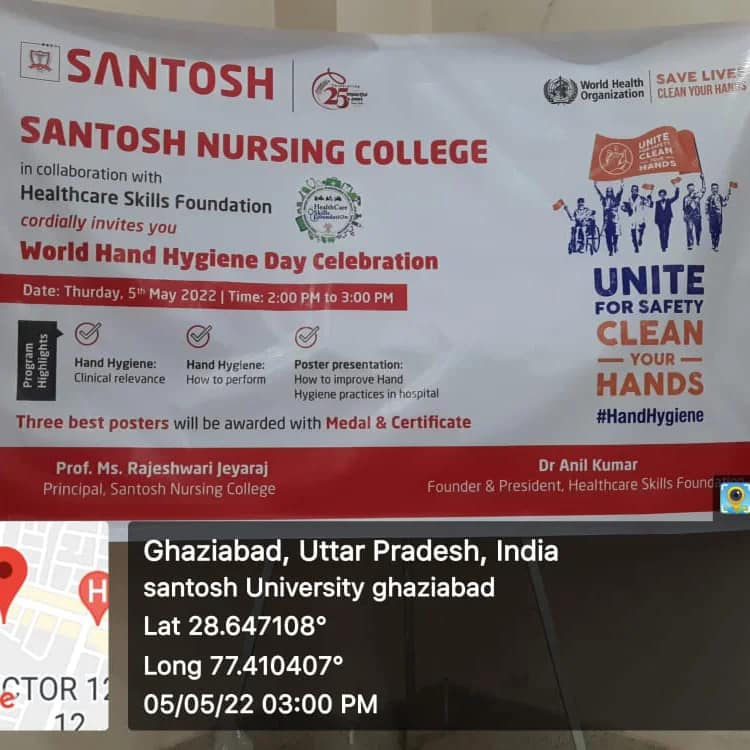 SANTOSH
25
World Health
Organization
SAVE LIVES
CLEAN YOUR HANDS
SANTOSH NURSING COLLEGE
in collaboration with
Healthcare Skills Foundation
HealthCare
Skills
Foundation
cordially invites you
World Hand Hygiene Day Celebration
Date: Thurday, 5th May 2022 | Time: 2:00 PM to 3:00 PM
Program
Highlights
Hand Hygiene:
Clinical relevance
Hand Hygiene:
How to perform
Poster presentation:
How to improve Hand
Hygiene practices in hospital
Three best posters will be awarded with Medal & Certificate
UNITE
FOR SAFETY
CLEAN
YOUR
HANDS
UNITE
FOR SAFETY
CLEAN
YOUR
HANDS
#HandHygiene
Prof. Ms. Rajeshwari Jeyaraj
Principal, Santosh Nursing College
Dr Anil Kumar
Founder & President, Healthcare Skills Founda
H
CTOR 12
12
e
Ghaziabad, Uttar Pradesh, India
santosh University ghaziabad
Lat 28.647108°
Long 77.410407°
05/05/22 03:00 PM